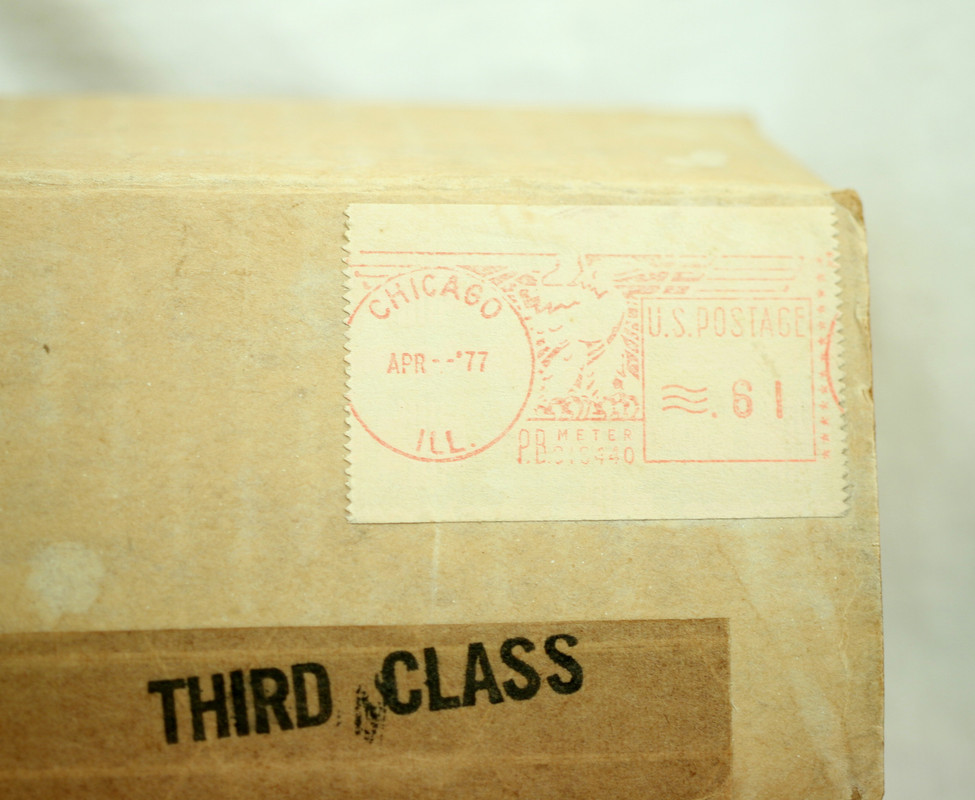 CHICAGO
APR -- '77
ILL.
P.B. METER
U.S. POSTAGE
.61
THIRD CLASS